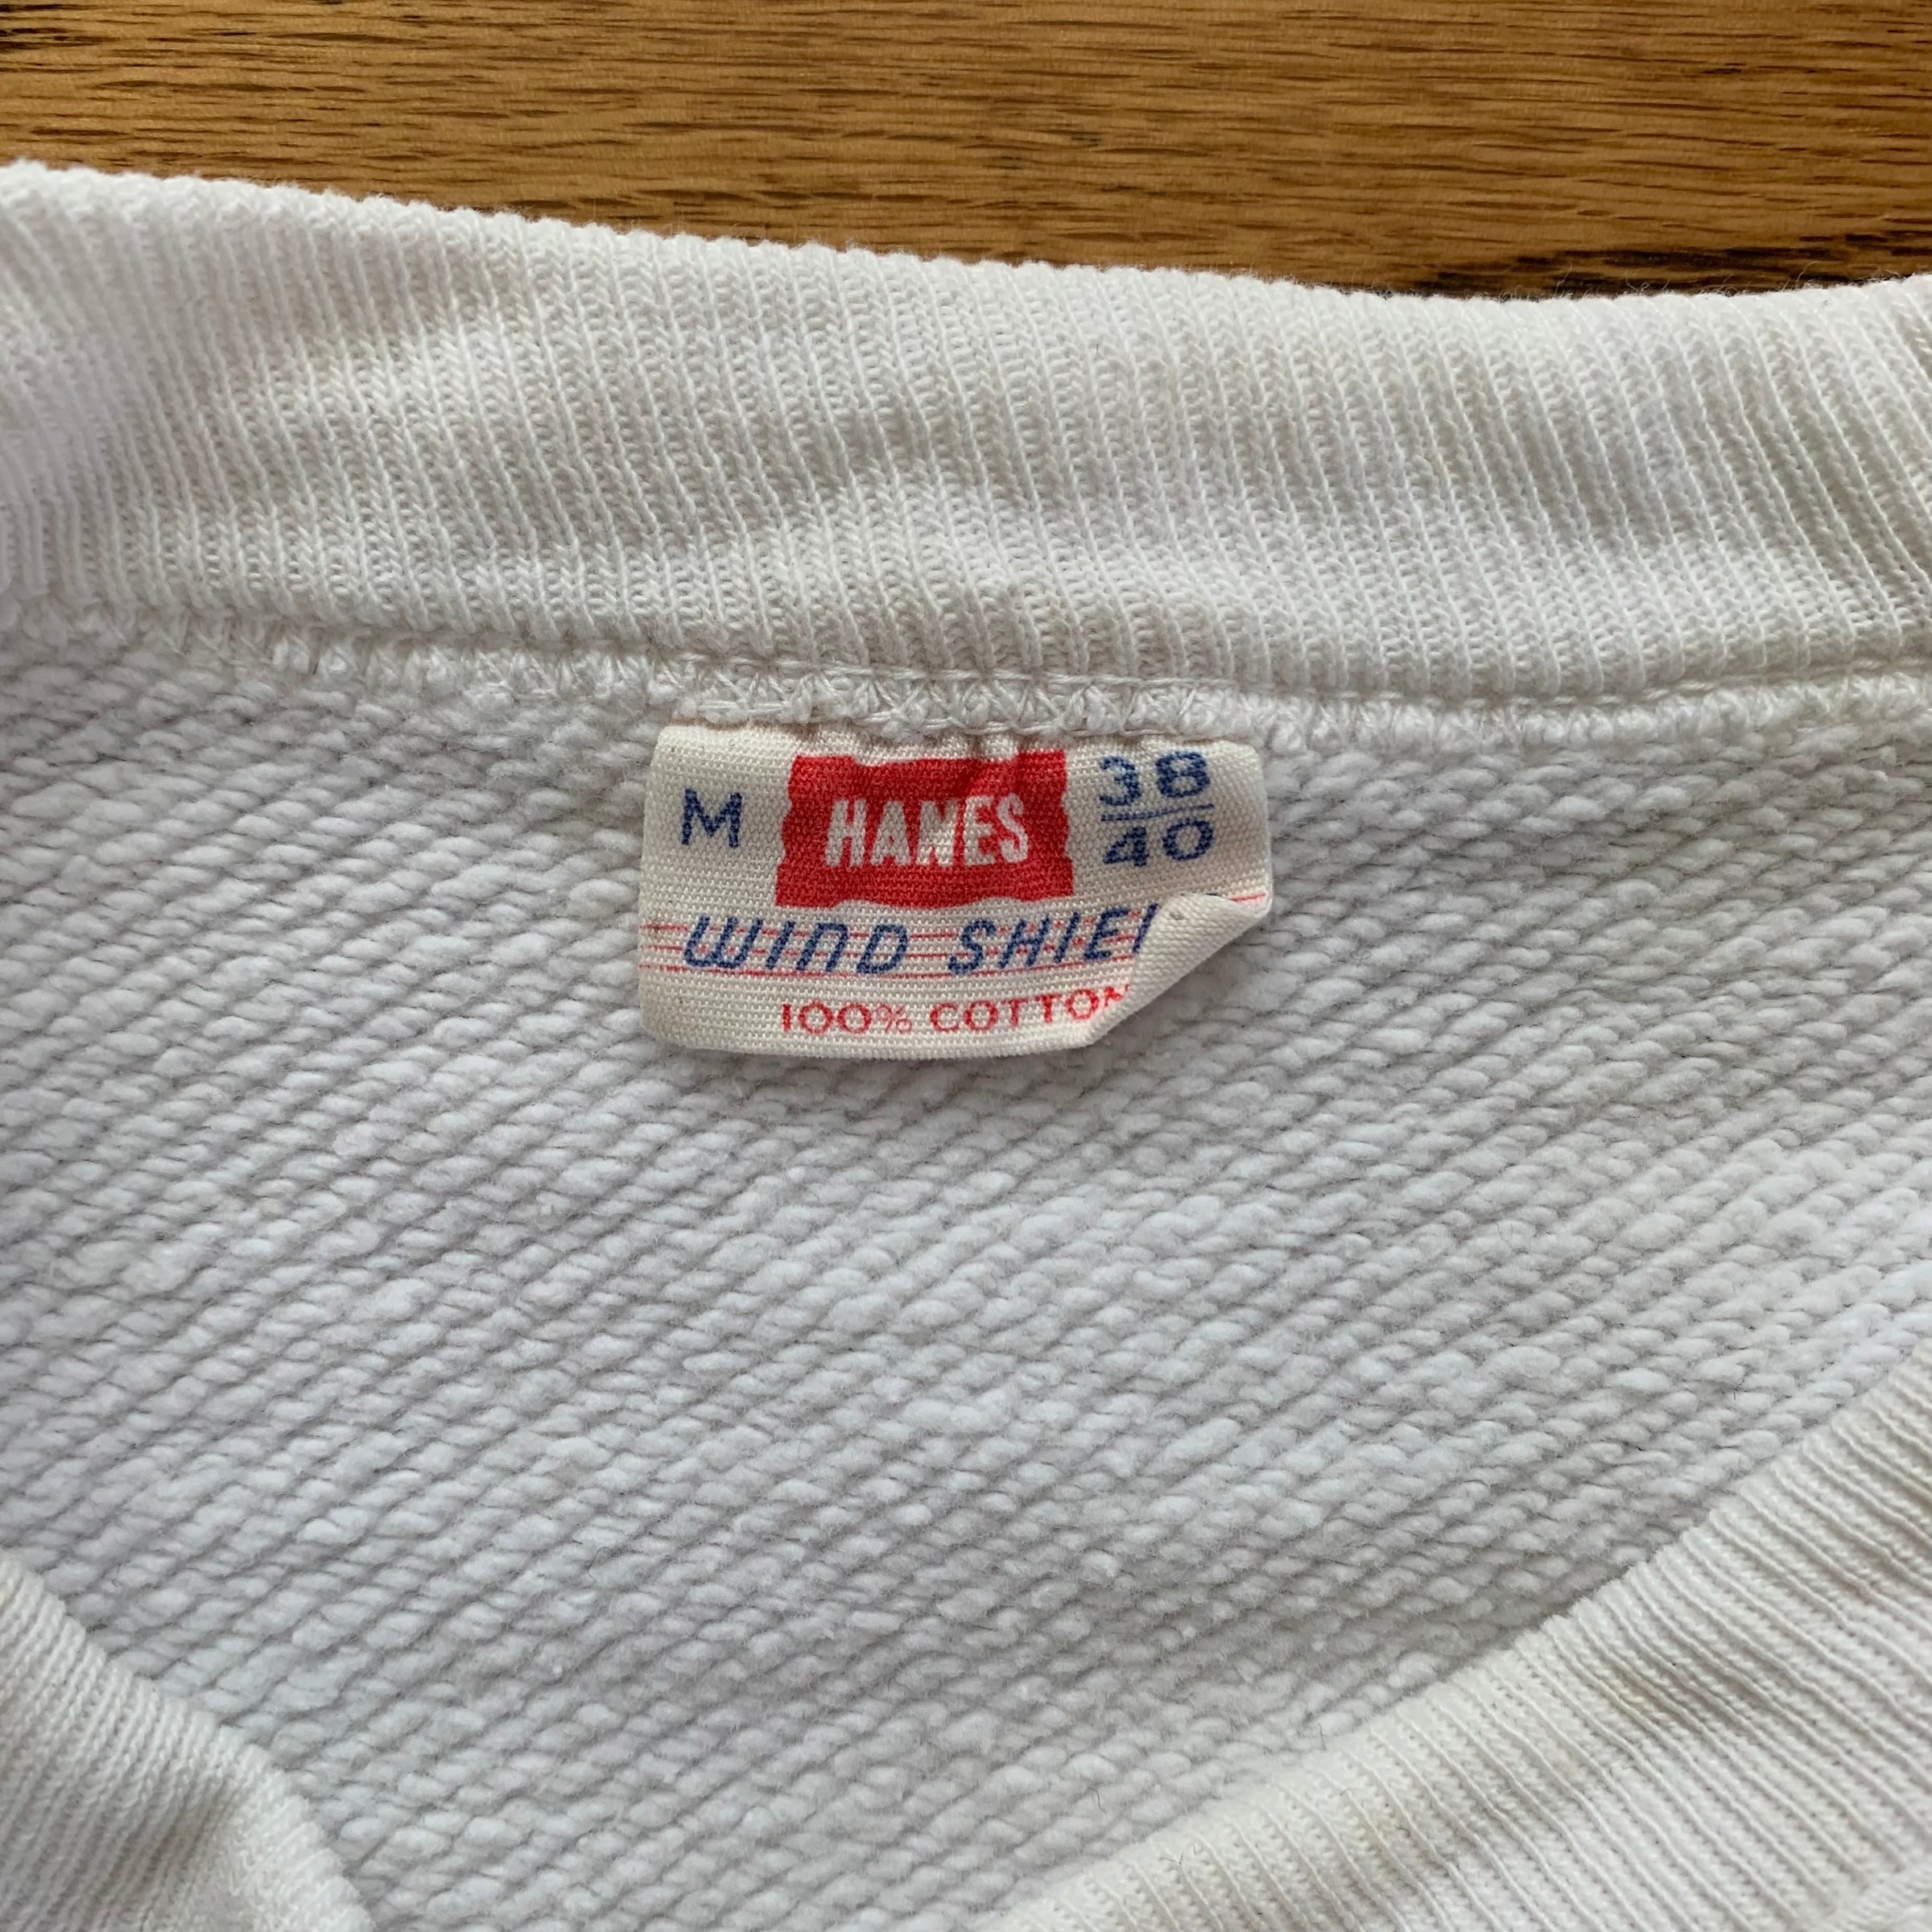 M HANES 38/40
WIND SHIEL
100% COTTON